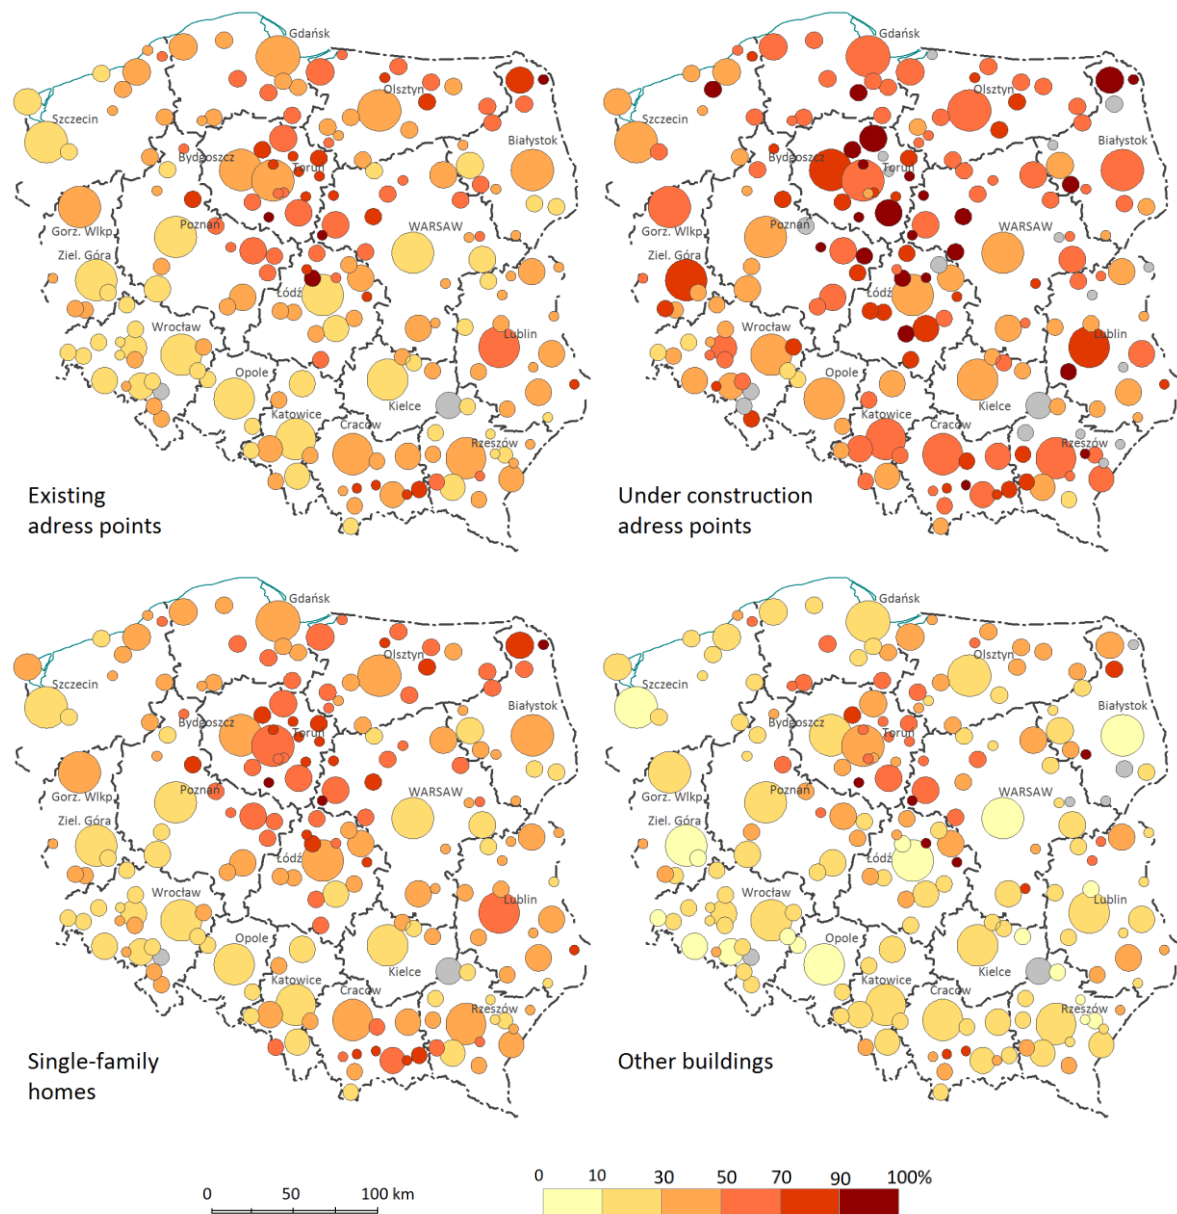 Gdańsk
Olsztyn
Szczecin
Białystok
Bydgoszcz
Toruń
Gorz. Wlkp.
Poznań
WARSAW
Ziel. Góra
Łódź
Wrocław
Lublin
Opole
Kielce
Katowice
Cracow
Rzeszów
Existing
adress points
Gdańsk
Olsztyn
Szczecin
Białystok
Bydgoszcz
Toruń
Gorz. Wlkp.
Poznań
WARSAW
Ziel. Góra
Łódź
Wrocław
Lublin
Opole
Kielce
Katowice
Cracow
Rzeszów
Under construction
adress points
Gdańsk
Olsztyn
Szczecin
Białystok
Bydgoszcz
Toruń
Gorz. Wlkp.
Poznań
WARSAW
Ziel. Góra
Łódź
Wrocław
Lublin
Opole
Kielce
Katowice
Cracow
Rzeszów
Single-family
homes
Gdańsk
Olsztyn
Szczecin
Białystok
Bydgoszcz
Toruń
Gorz. Wlkp.
Poznań
WARSAW
Ziel. Góra
Łódź
Wrocław
Lublin
Opole
Kielce
Katowice
Cracow
Rzeszów
Other buildings
0 50 100 km
0 10 30 50 70 90 100%